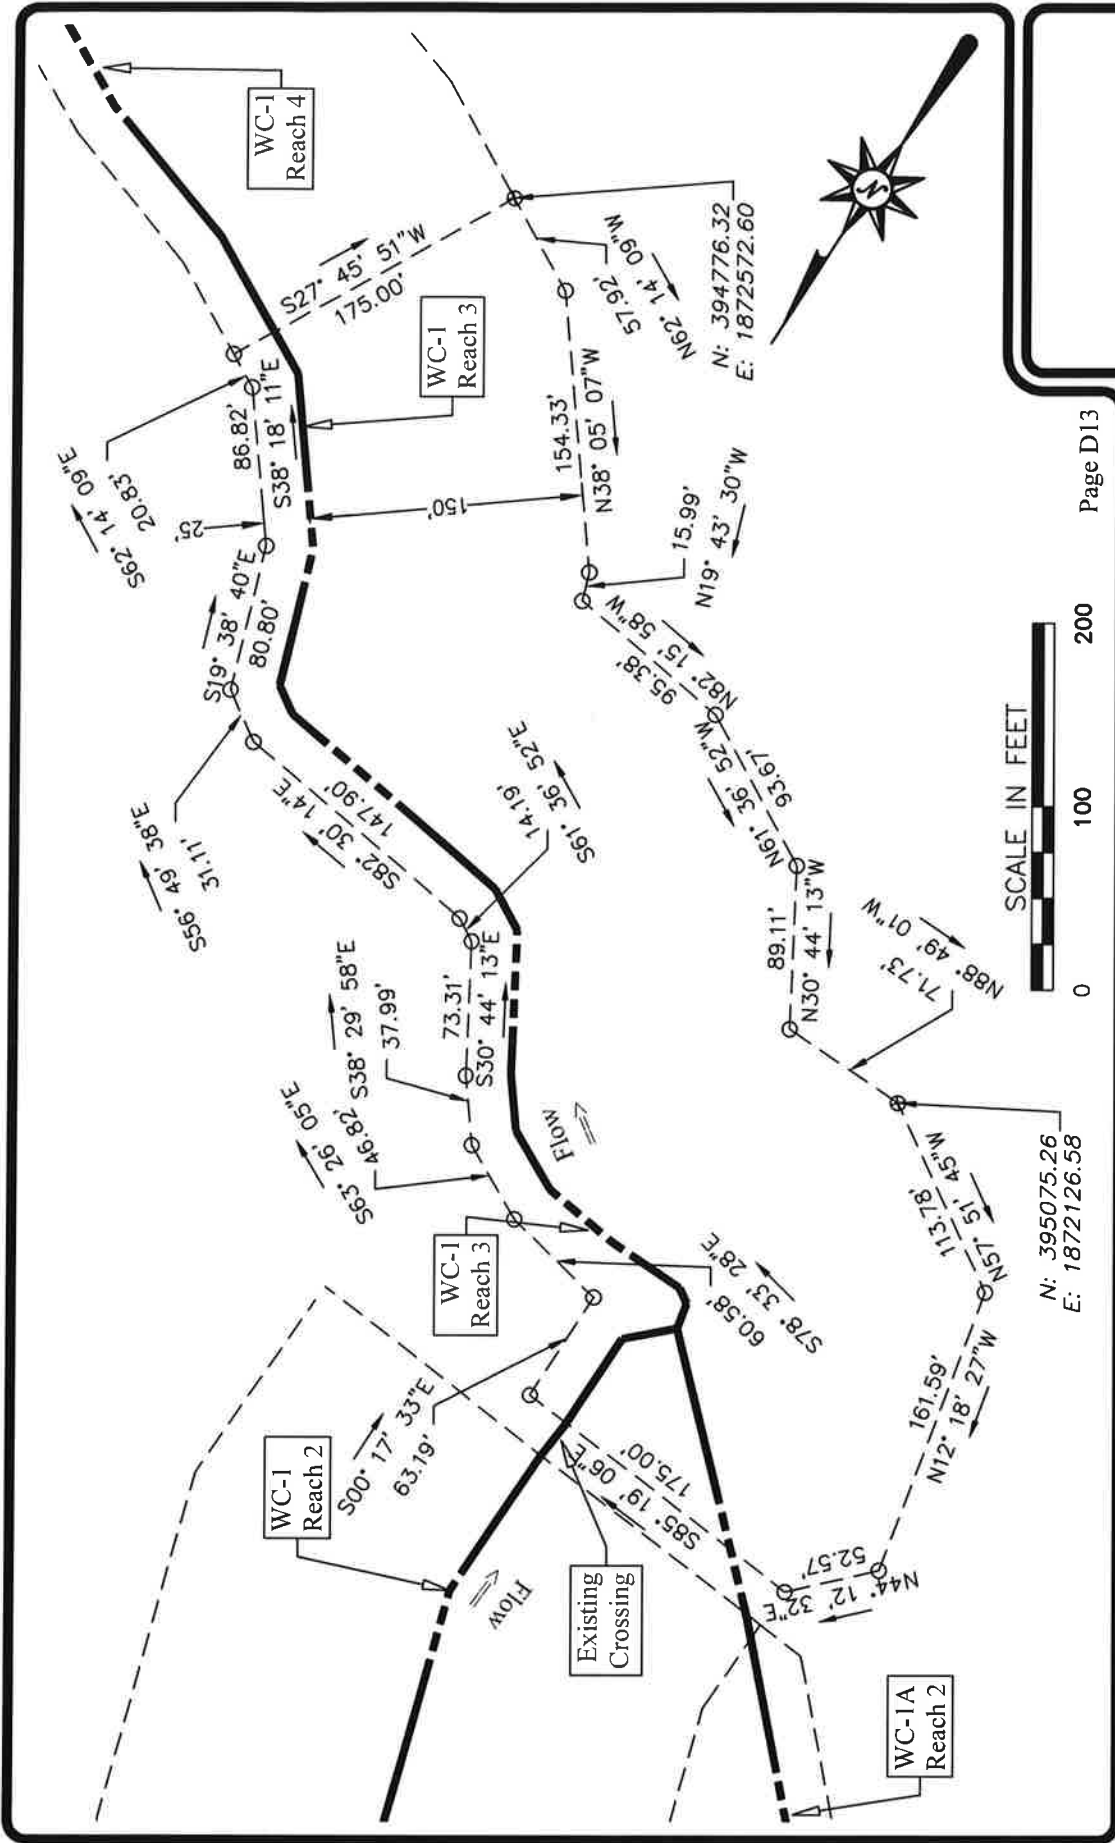 WC-1
Reach 4
S27° 45' 51"W
175.00'
WC-1
Reach 3
57.92'
N62° 14' 09"W
N: 394776.32
E: 1872572.60
S62° 14' 09"E
20.83'
86.82'
S38° 18' 11"E
25'
150'
154.33'
N38° 05' 07"W
15.99'
N19° 43' 30"W
S19° 38' 40"E
80.80'
S56° 49' 38"E
31.11'
S82° 30' 14"E
147.90'
14.19'
S61° 36' 52"E
95.38'
N82° 15' 58"W
N61° 36' 52"W
93.67'
89.11'
N30° 44' 13"W
71.73'
N88° 49' 01"W
73.31'
S30° 44' 13"E
S38° 29' 58"E
37.99'
S63° 26' 05"E
46.82'
Flow
WC-1
Reach 3
60.58'
S78° 33' 28"E
N: 395075.26
E: 1872126.58
113.78'
N57° 51' 45"W
161.59'
N12° 18' 27"W
S00° 17' 33"E
63.19'
WC-1
Reach 2
Flow
Existing
Crossing
S85° 19' 06"E
175.00'
52.57'
N44° 12' 32"E
WC-1A
Reach 2
N
SCALE IN FEET
0
100
200
Page D13